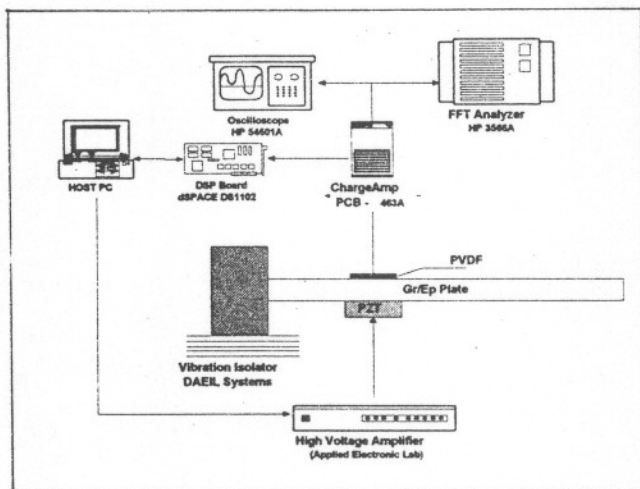 Oscilloscope
HP 54601A
FFT Analyzer
HP 3566A
HOST PC
DSP Board
dSPACE DS1102
ChargeAmp
PCB - 463A
PVDF
Gr/Ep Plate
PZT
Vibration Isolator
DAEIL Systems
High Voltage Amplifier
(Applied Electronic Lab)